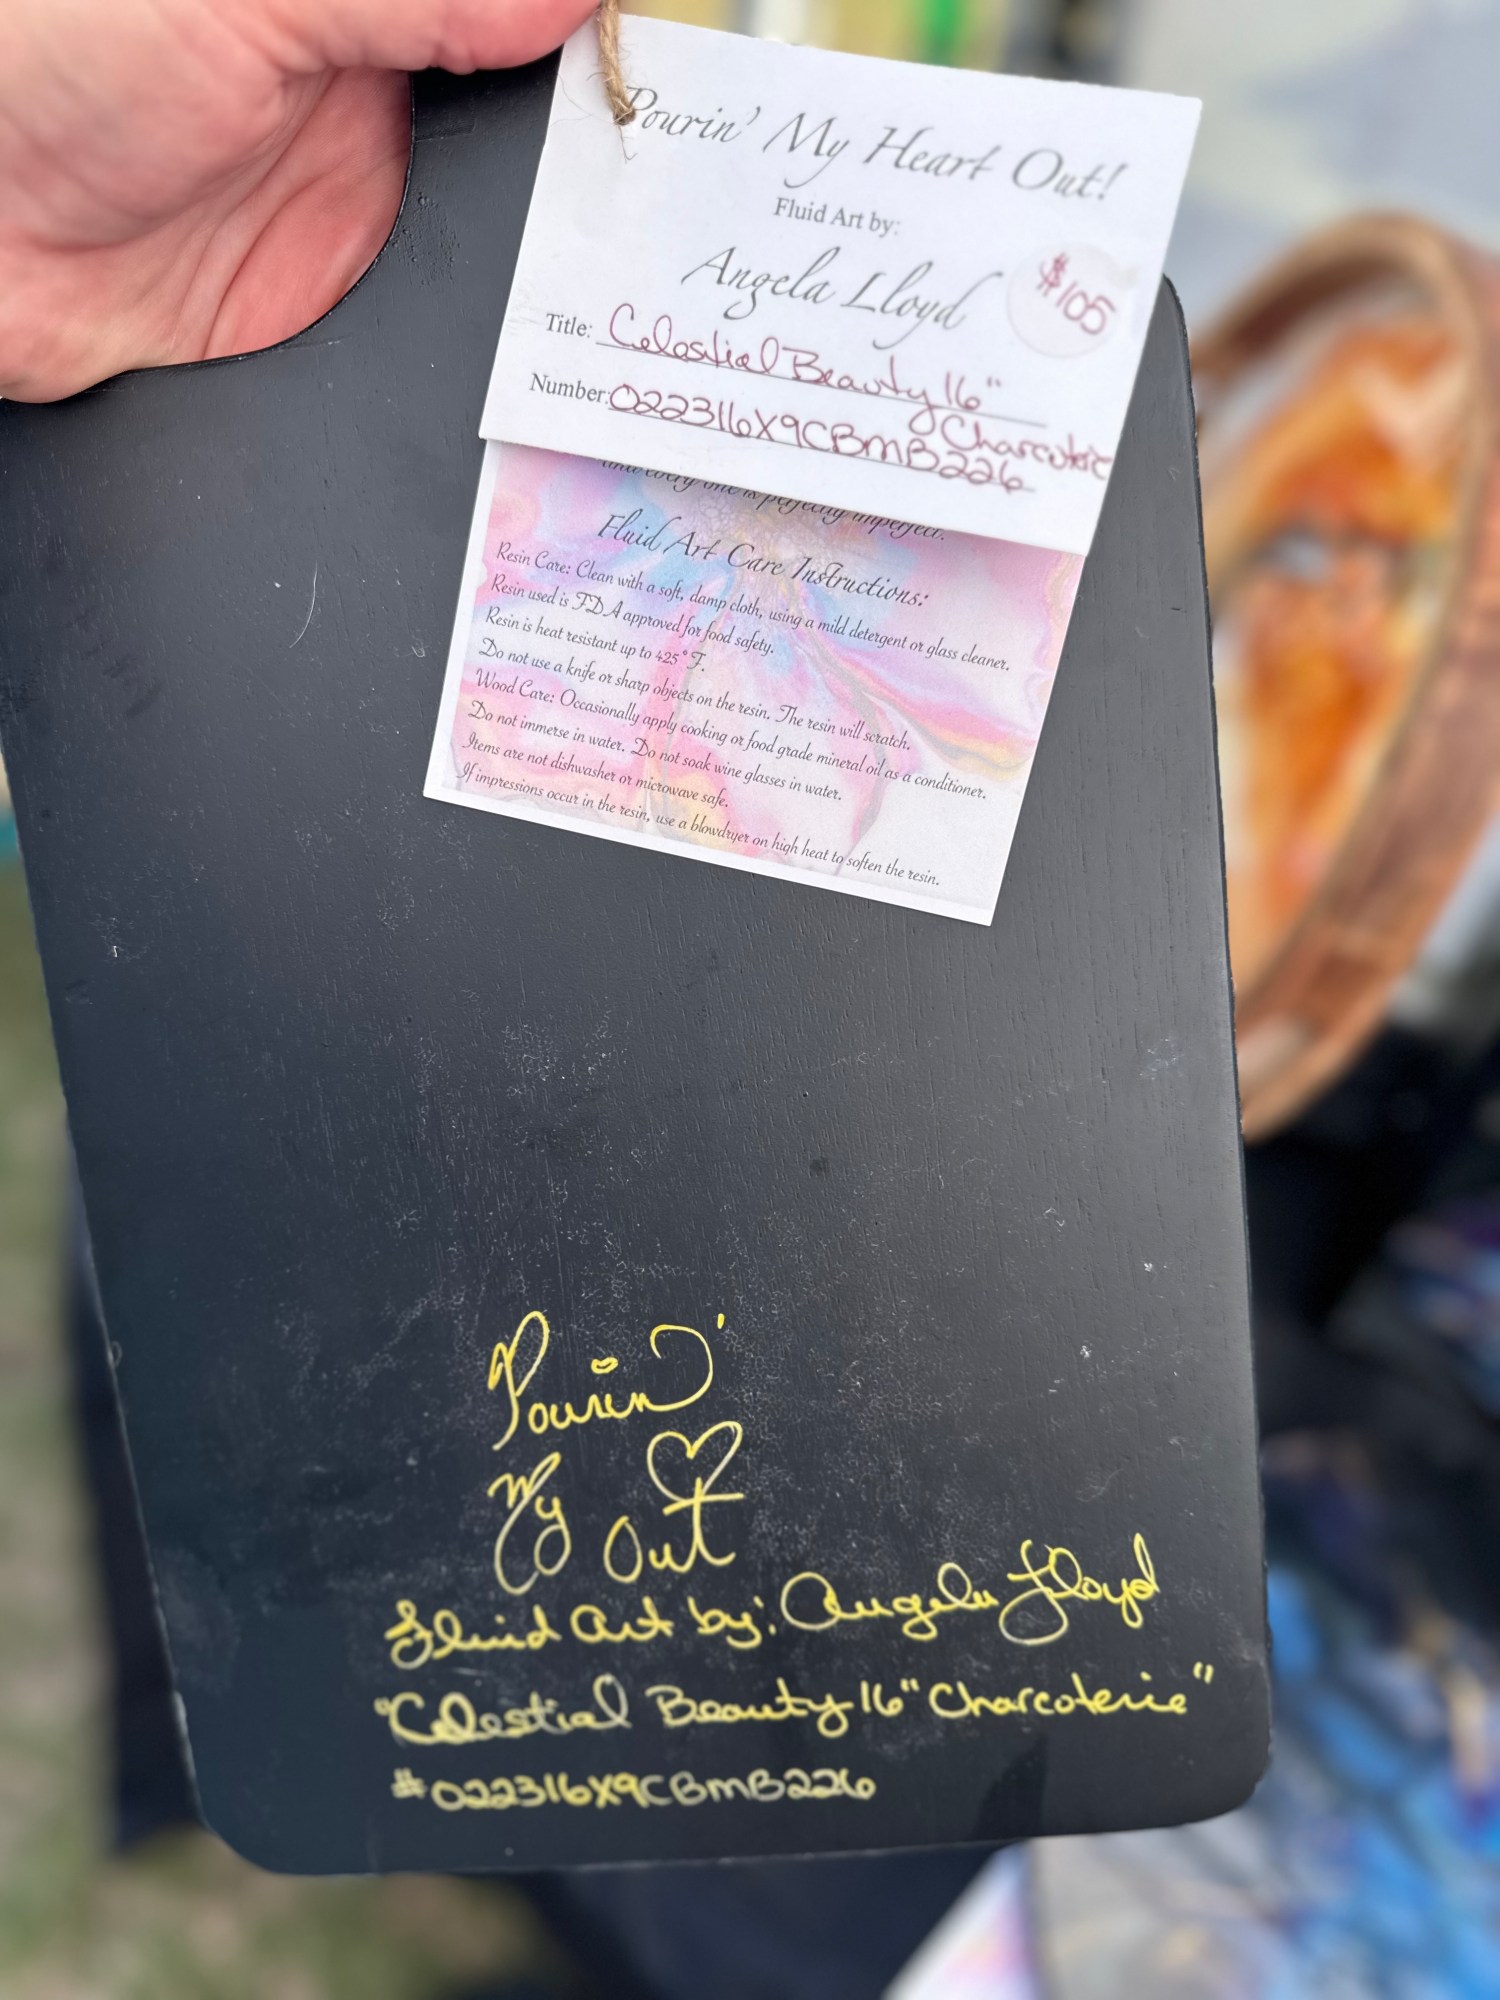 Pourin' My Heart Out!
Fluid Art by:
Angela Lloyd
$105
Title: Celestial Beauty 16"
Charcuterie
Number: 022316X9CBMB226
and every one is perfectly imperfect.
Fluid Art Care Instructions:
Resin Care: Clean with a soft, damp cloth, using a mild detergent or glass cleaner.
Resin used is FDA approved for food safety.
Resin is heat resistant up to 425° F.
Do not use a knife or sharp objects on the resin. The resin will scratch.
Wood Care: Occasionally apply cooking or food grade mineral oil as a conditioner.
Do not immerse in water. Do not soak wine glasses in water.
Items are not dishwasher or microwave safe.
If impressions occur in the resin, use a blowdryer on high heat to soften the resin.
Pourin'
My
Out
Fluid Art by: Angela Lloyd
"Celestial Beauty 16" Charcoterie"
#022316X9CBMB226